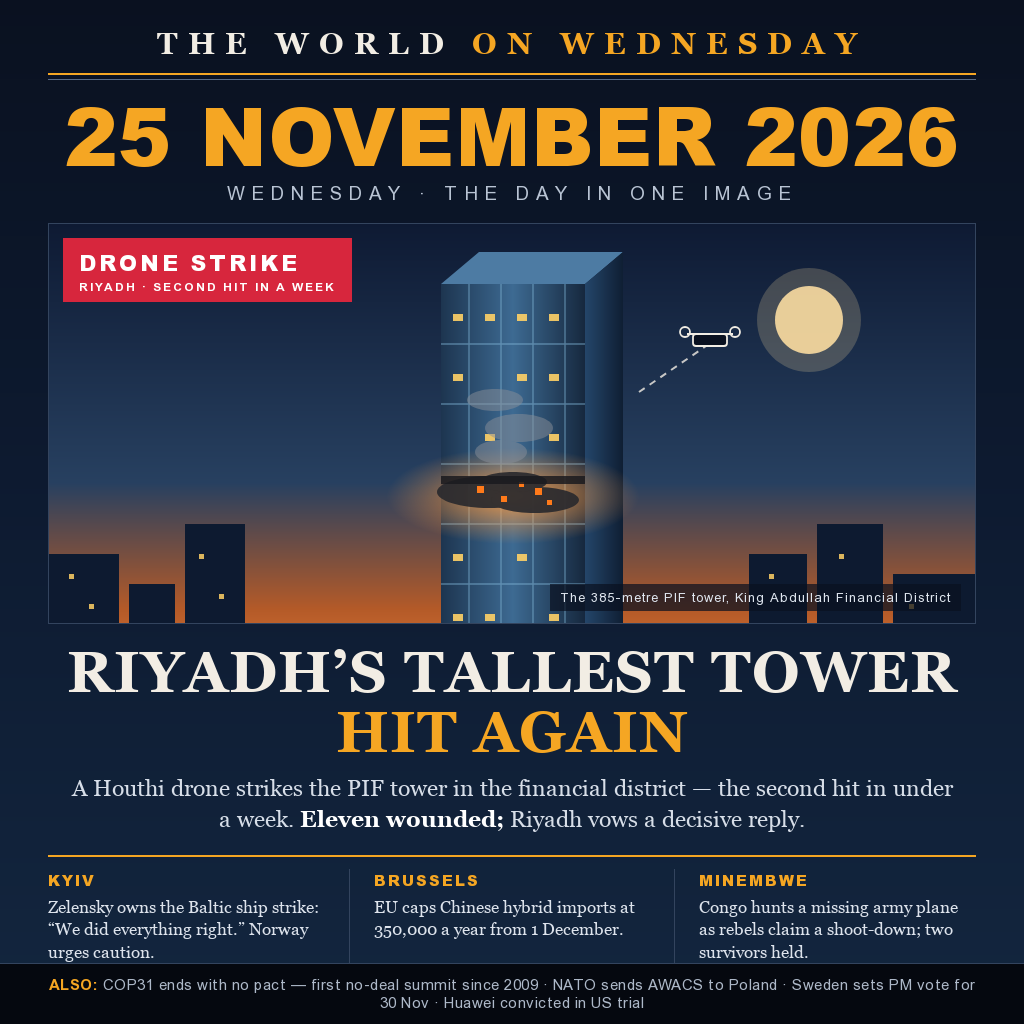 THE WORLD ON WEDNESDAY
25 NOVEMBER 2026
WEDNESDAY · THE DAY IN ONE IMAGE
DRONE STRIKE
RIYADH · SECOND HIT IN A WEEK
The 385-metre PIF tower, King Abdullah Financial District
RIYADH’S TALLEST TOWER
HIT AGAIN
A Houthi drone strikes the PIF tower in the financial district — the second hit in under
a week. Eleven wounded; Riyadh vows a decisive reply.
KYIV
Zelensky owns the Baltic ship strike:
“We did everything right.” Norway
urges caution.
BRUSSELS
EU caps Chinese hybrid imports at
350,000 a year from 1 December.
MINEMBWE
Congo hunts a missing army plane
as rebels claim a shoot-down; two
survivors held.
ALSO: COP31 ends with no pact — first no-deal summit since 2009 · NATO sends AWACS to Poland · Sweden sets PM vote for
30 Nov · Huawei convicted in US trial